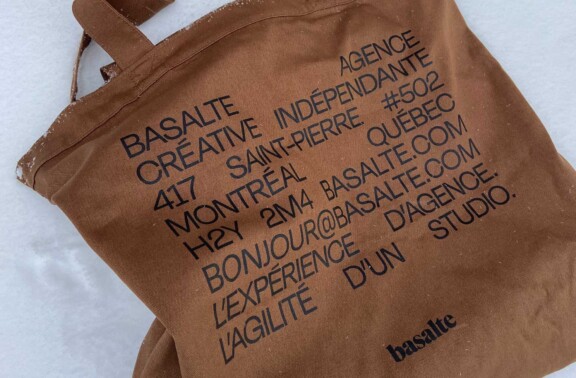 BASALTE AGENCE
CRÉATIVE INDÉPENDANTE
417 SAINT-PIERRE #502
MONTRÉAL QUÉBEC
H2Y 2M4 BASALTE.COM
BONJOUR@BASALTE.COM
L'EXPÉRIENCE D'AGENCE.
L'AGILITÉ D'UN STUDIO.
basalte